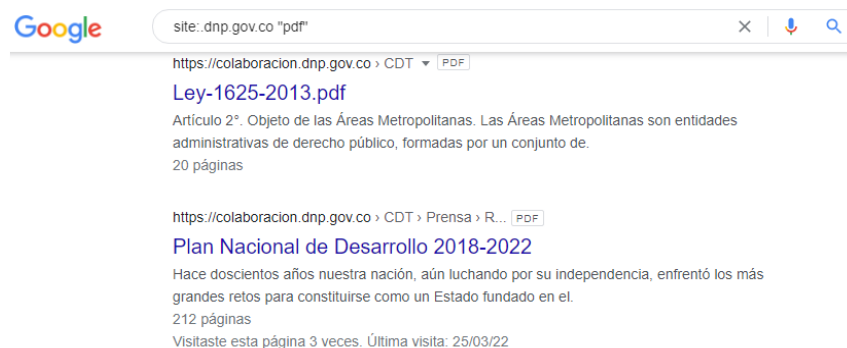 Google
site:.dnp.gov.co "pdf"
https://colaboracion.dnp.gov.co › CDT PDF
Ley-1625-2013.pdf
Artículo 2°. Objeto de las Áreas Metropolitanas. Las Áreas Metropolitanas son entidades
administrativas de derecho público, formadas por un conjunto de.
20 páginas
https://colaboracion.dnp.gov.co › CDT › Prensa › R... PDF
Plan Nacional de Desarrollo 2018-2022
Hace doscientos años nuestra nación, aún luchando por su independencia, enfrentó los más
grandes retos para constituirse como un Estado fundado en el.
212 páginas
Visitaste esta página 3 veces. Última visita: 25/03/22